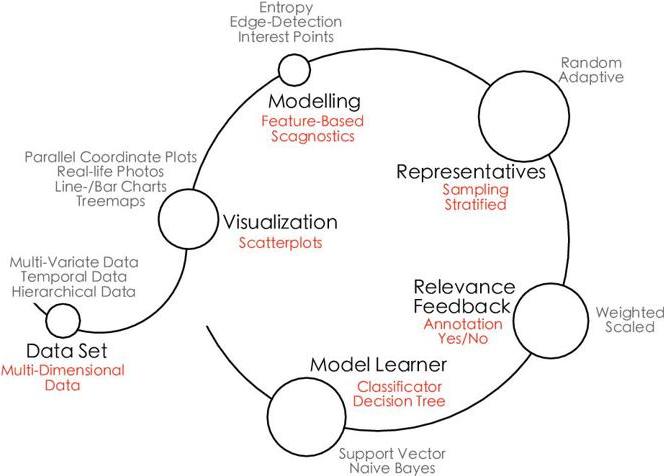 Entropy
Edge-Detection
Interest Points
Modelling
Feature-Based
Scagnostics
Random
Adaptive
Representatives
Sampling
Stratified
Parallel Coordinate Plots
Real-life Photos
Line-/Bar Charts
Treemaps
Visualization
Scatterplots
Multi-Variate Data
Temporal Data
Hierarchical Data
Data Set
Multi-Dimensional
Data
Relevance
Feedback
Annotation
Yes/No
Weighted
Scaled
Model Learner
Classificator
Decision Tree
Support Vector
Naive Bayes